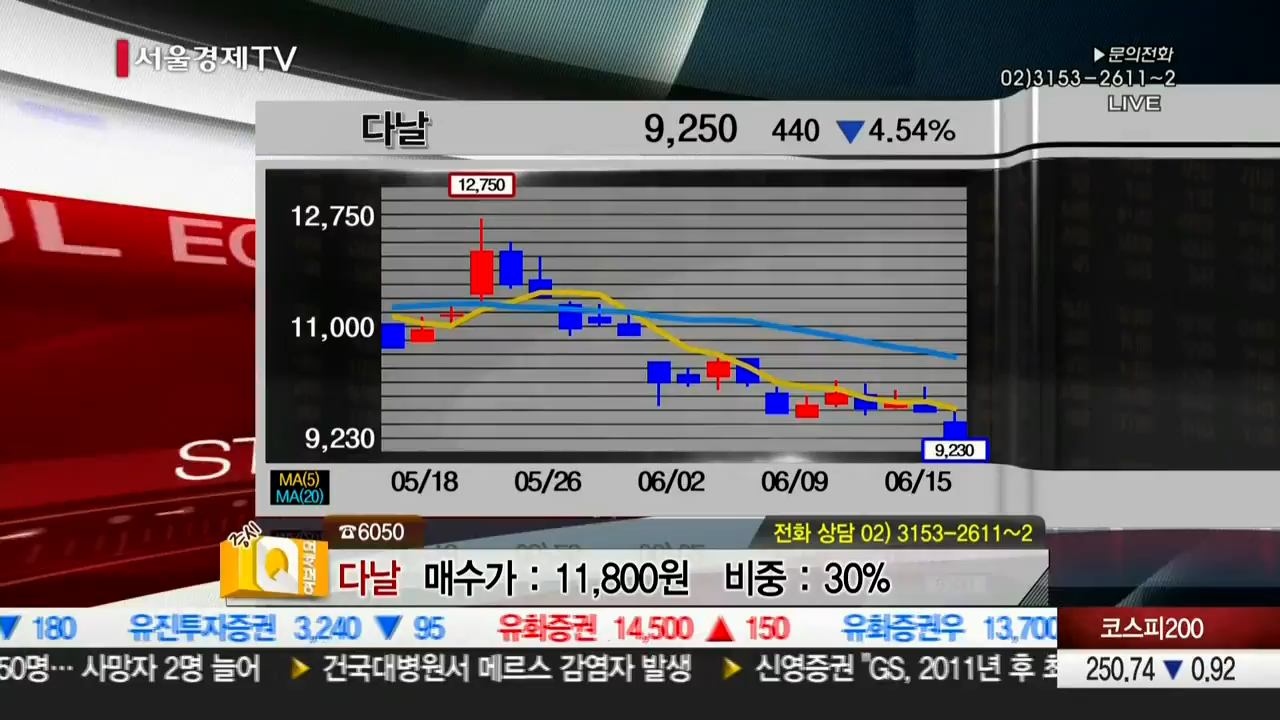 서울경제TV
▶문의전화
02)3153-2611~2
LIVE
다날 9,250 440 ▼4.54%
12,750
12,750
11,000
9,230
9,230
MA(5)
MA(20)
05/18 05/26 06/02 06/09 06/15
☎6050
전화 상담 02) 3153-2611~2
증시
Q
여보세요
다날 매수가 : 11,800원 비중 : 30%
▼ 180 유진투자증권 3,240 ▼ 95 유화증권 14,500 ▲ 150 유화증권우 13,700
코스피200
50명… 사망자 2명 늘어 ▶ 건국대병원서 메르스 감염자 발생 ▶ 신영증권 "GS, 2011년 후 최
250.74 ▼ 0.92